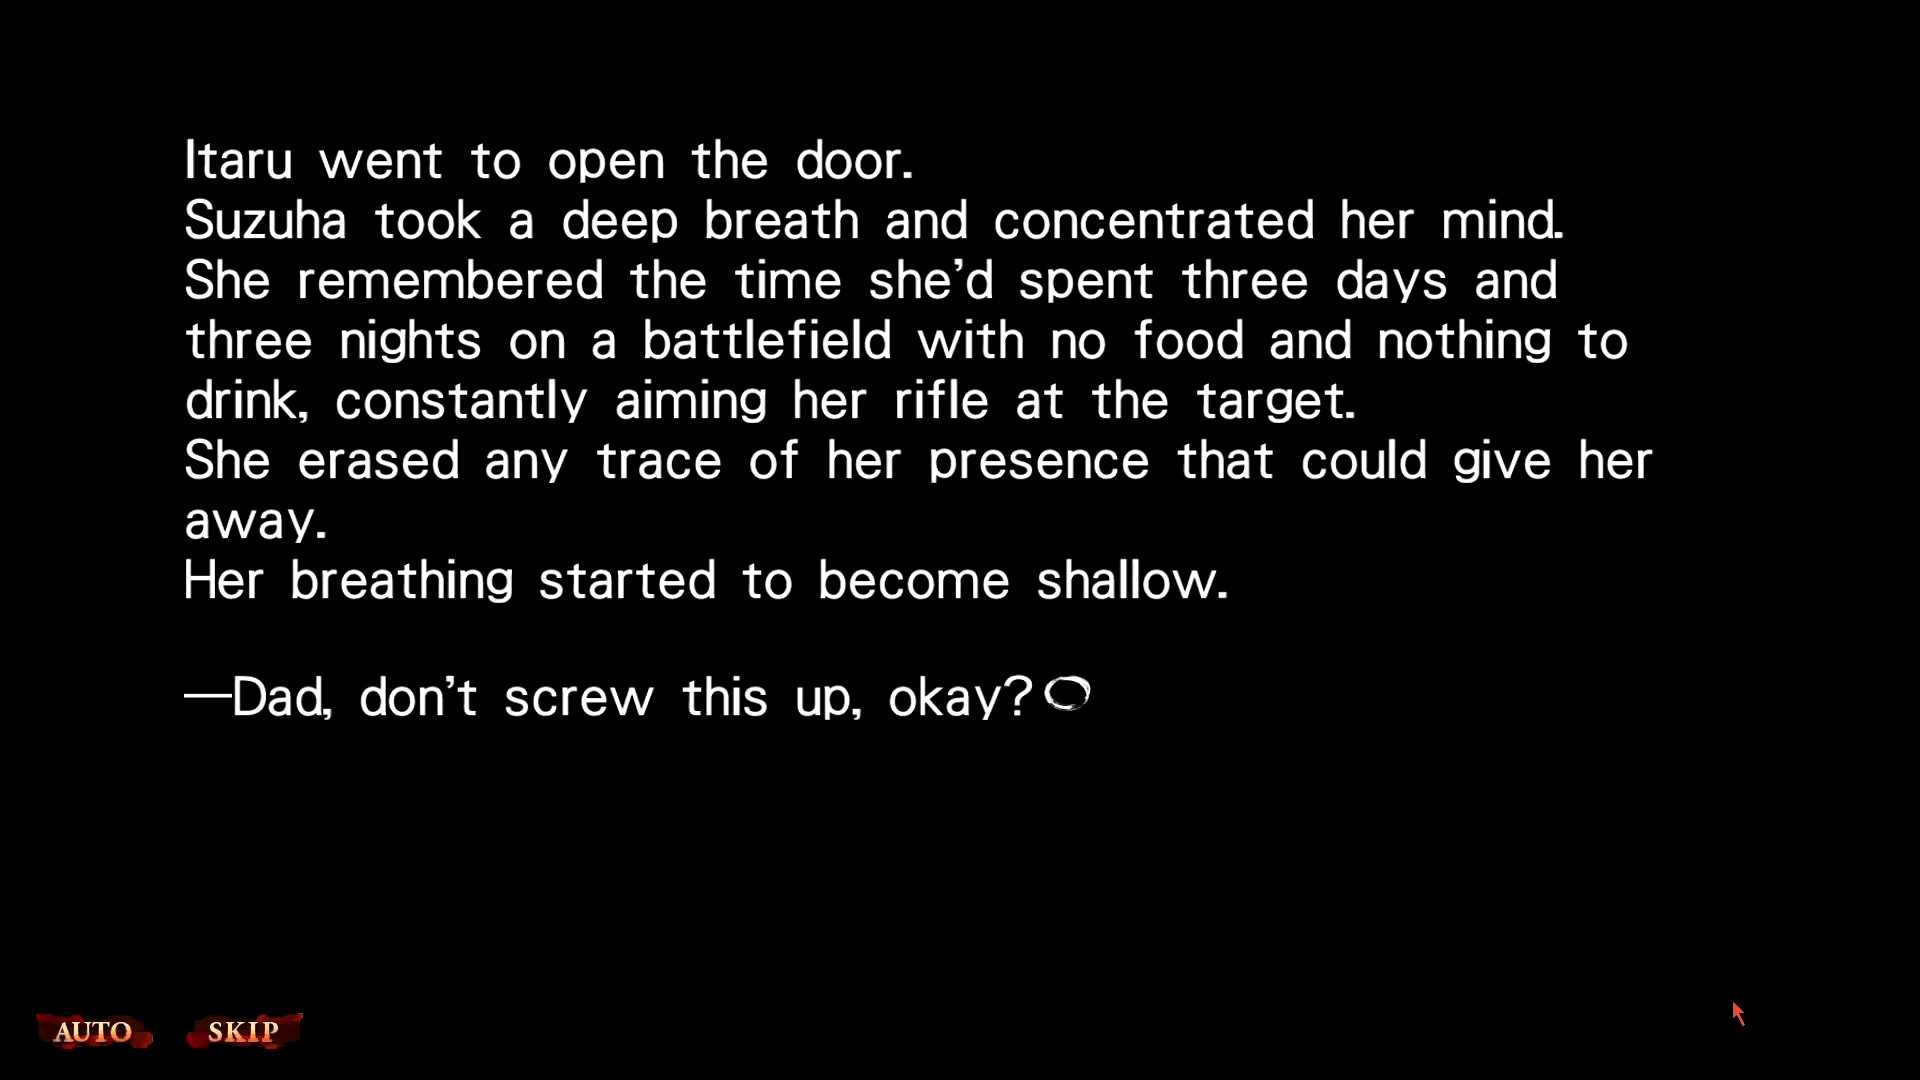 Itaru went to open the door.
Suzuha took a deep breath and concentrated her mind.
She remembered the time she’d spent three days and
three nights on a battlefield with no food and nothing to
drink, constantly aiming her rifle at the target.
She erased any trace of her presence that could give her
away.
Her breathing started to become shallow.
—Dad, don’t screw this up, okay?
AUTO SKIP